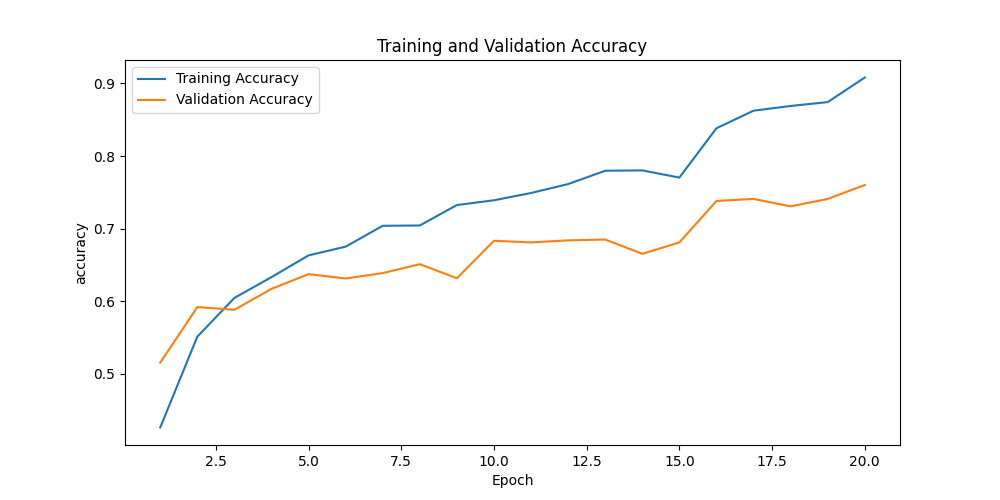 Training and Validation Accuracy
Training Accuracy
Validation Accuracy
accuracy
0.9
0.8
0.7
0.6
0.5
2.5 5.0 7.5 10.0 12.5 15.0 17.5 20.0
Epoch